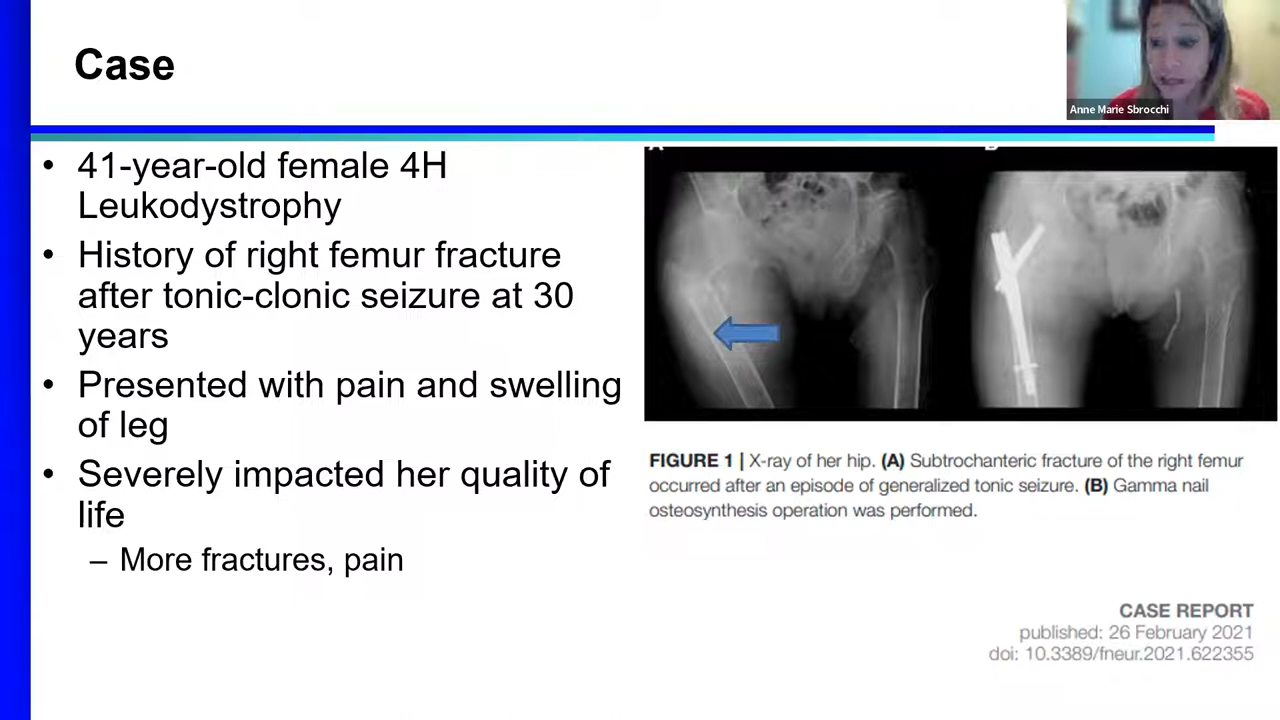 Case
Anne Marie Sbrocchi
• 41-year-old female 4H
Leukodystrophy
• History of right femur fracture
after tonic-clonic seizure at 30
years
• Presented with pain and swelling
of leg
• Severely impacted her quality of
life
– More fractures, pain
FIGURE 1 | X-ray of her hip. (A) Subtrochanteric fracture of the right femur
occurred after an episode of generalized tonic seizure. (B) Gamma nail
osteosynthesis operation was performed.
CASE REPORT
published: 26 February 2021
doi: 10.3389/fneur.2021.622355